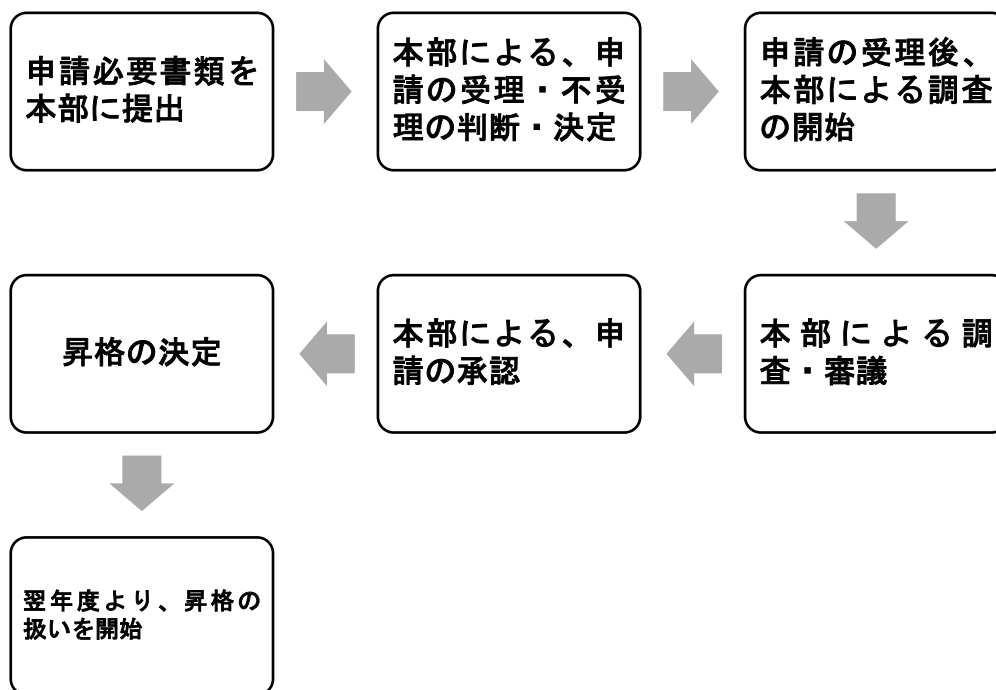 申請必要書類を
本部に提出
本部による、申
請の受理・不受
理の判断・決定
申請の受理後、
本部による調査
の開始
本部による調
査・審議
本部による、申
請の承認
昇格の決定
翌年度より、昇格の
扱いを開始